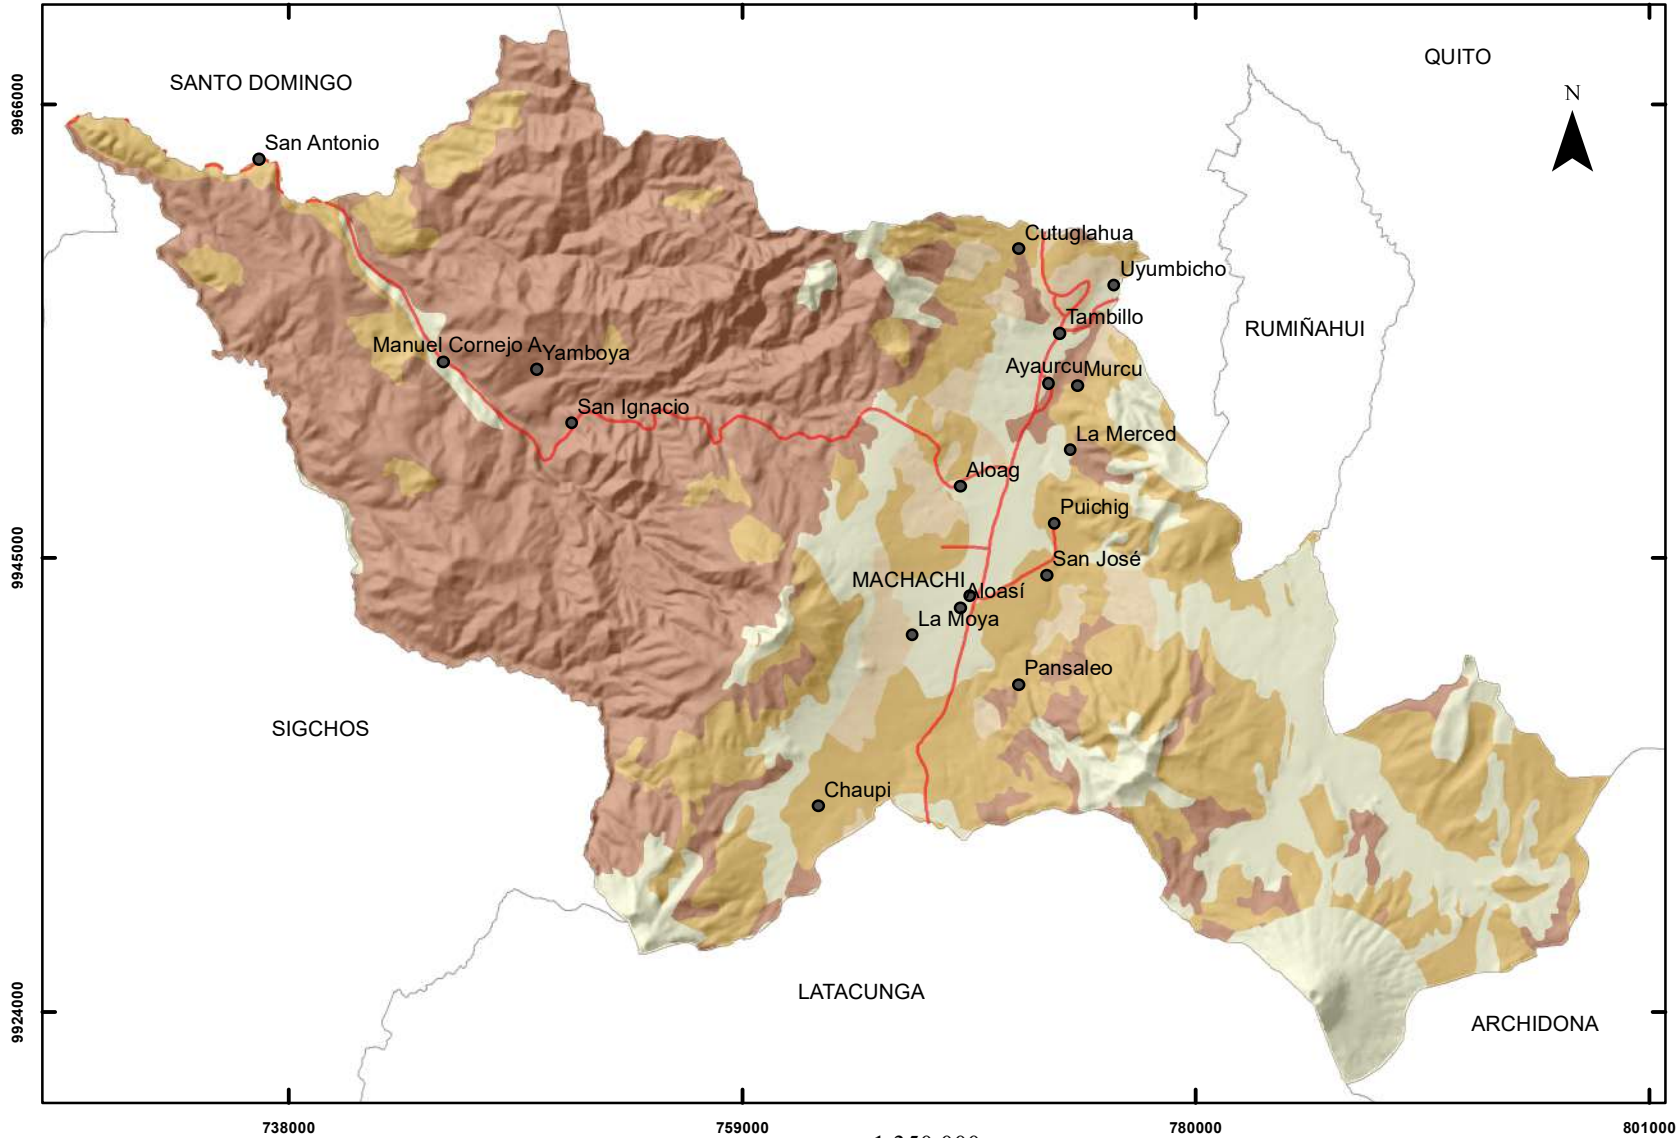 QUITO
SANTO DOMINGO
N
9966000
San Antonio
Cutuglahua
Uyumbicho
Tambillo
RUMIÑAHUI
Manuel Cornejo A.
Yamboya
Ayaurcu
Murcu
San Ignacio
La Merced
Aloag
Puichig
9945000
San José
MACHACHI
Aloasí
La Moya
Pansaleo
SIGCHOS
Chaupi
LATACUNGA
9924000
ARCHIDONA
738000
759000
780000
801000